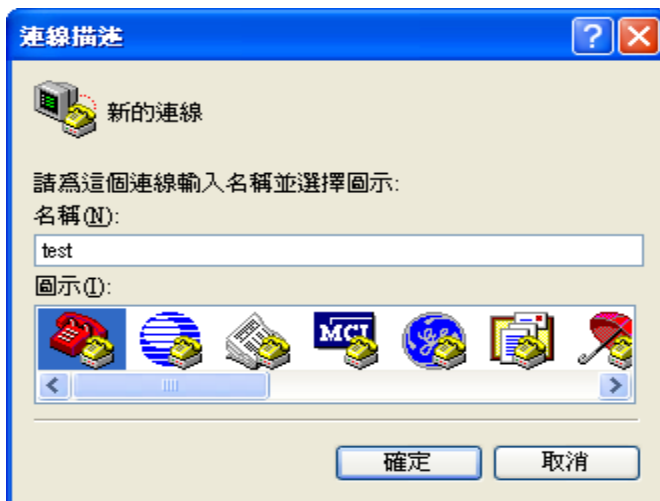 連線描述
新的連線
請為這個連線輸入名稱並選擇圖示:
名稱(N):
test
圖示(I):
MCI
確定
取消